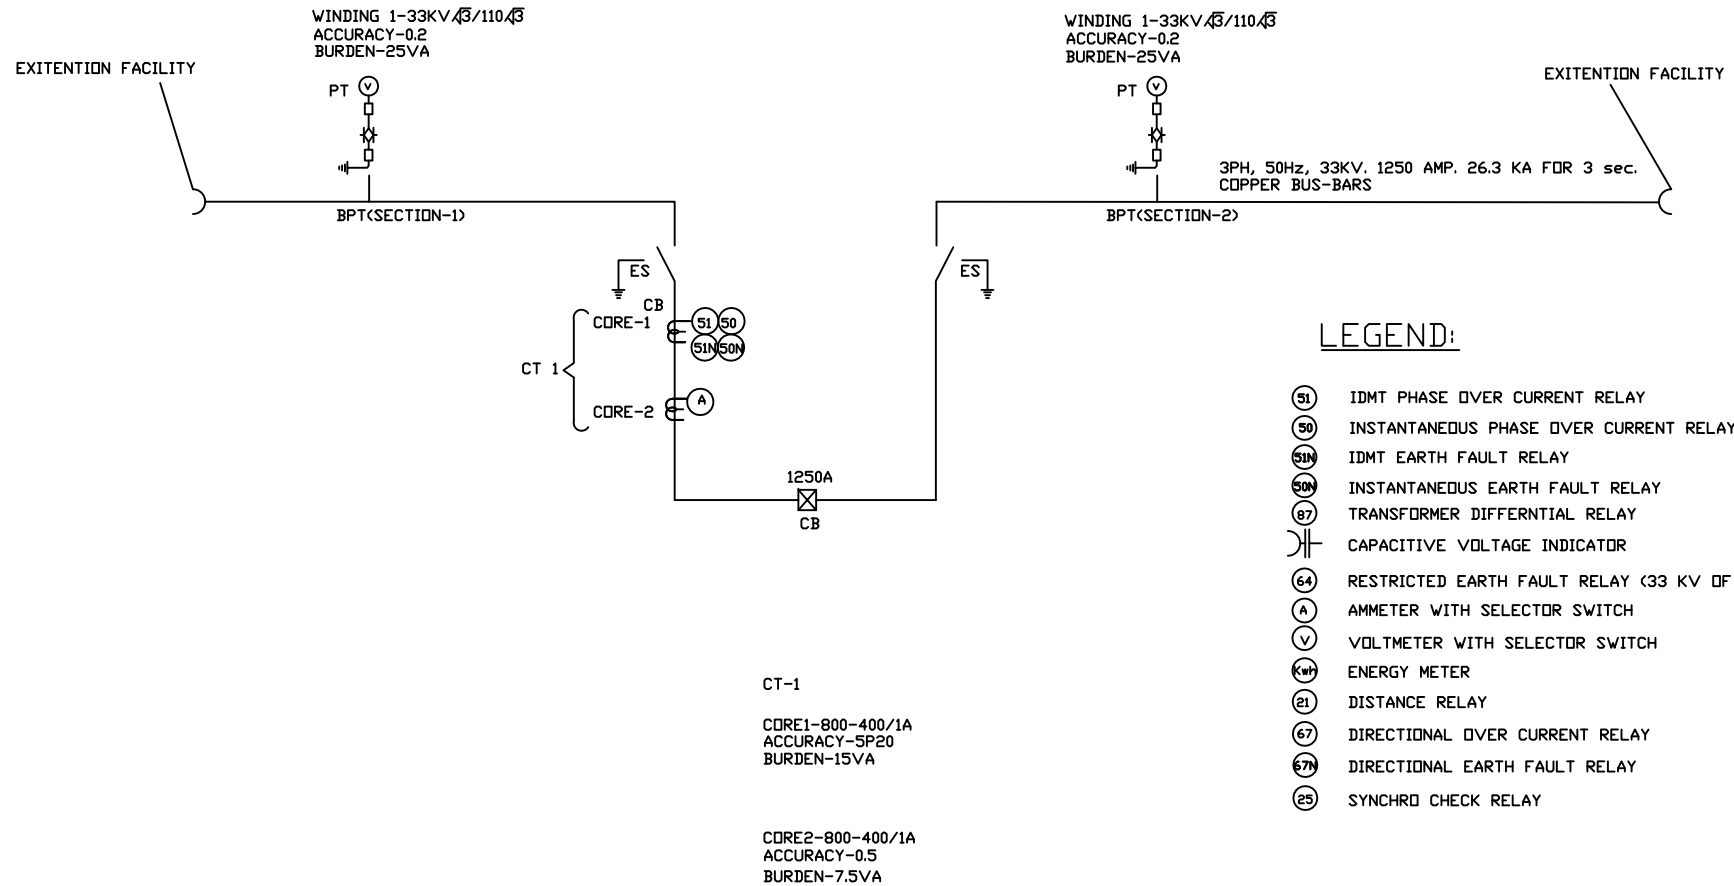 WINDING 1-33KV/√3/110/√3
ACCURACY-0.2
BURDEN-25VA
WINDING 1-33KV/√3/110/√3
ACCURACY-0.2
BURDEN-25VA
EXITENTION FACILITY
EXITENTION FACILITY
PT V
PT V
3PH, 50Hz, 33KV. 1250 AMP. 26.3 KA FOR 3 sec.
COPPER BUS-BARS
BPT(SECTION-1)
BPT(SECTION-2)
ES
ES
CB
CORE-1
51 50
51N 50N
CT 1
CORE-2
A
1250A
CB
LEGEND:
51 IDMT PHASE OVER CURRENT RELAY
50 INSTANTANEOUS PHASE OVER CURRENT RELAY
51N IDMT EARTH FAULT RELAY
50N INSTANTANEOUS EARTH FAULT RELAY
87 TRANSFORMER DIFFERNTIAL RELAY
CAPACITIVE VOLTAGE INDICATOR
64 RESTRICTED EARTH FAULT RELAY (33 KV OF
A AMMETER WITH SELECTOR SWITCH
V VOLTMETER WITH SELECTOR SWITCH
Kwh ENERGY METER
21 DISTANCE RELAY
67 DIRECTIONAL OVER CURRENT RELAY
67N DIRECTIONAL EARTH FAULT RELAY
25 SYNCHRO CHECK RELAY
CT-1
CORE1-800-400/1A
ACCURACY-5P20
BURDEN-15VA
CORE2-800-400/1A
ACCURACY-0.5
BURDEN-7.5VA